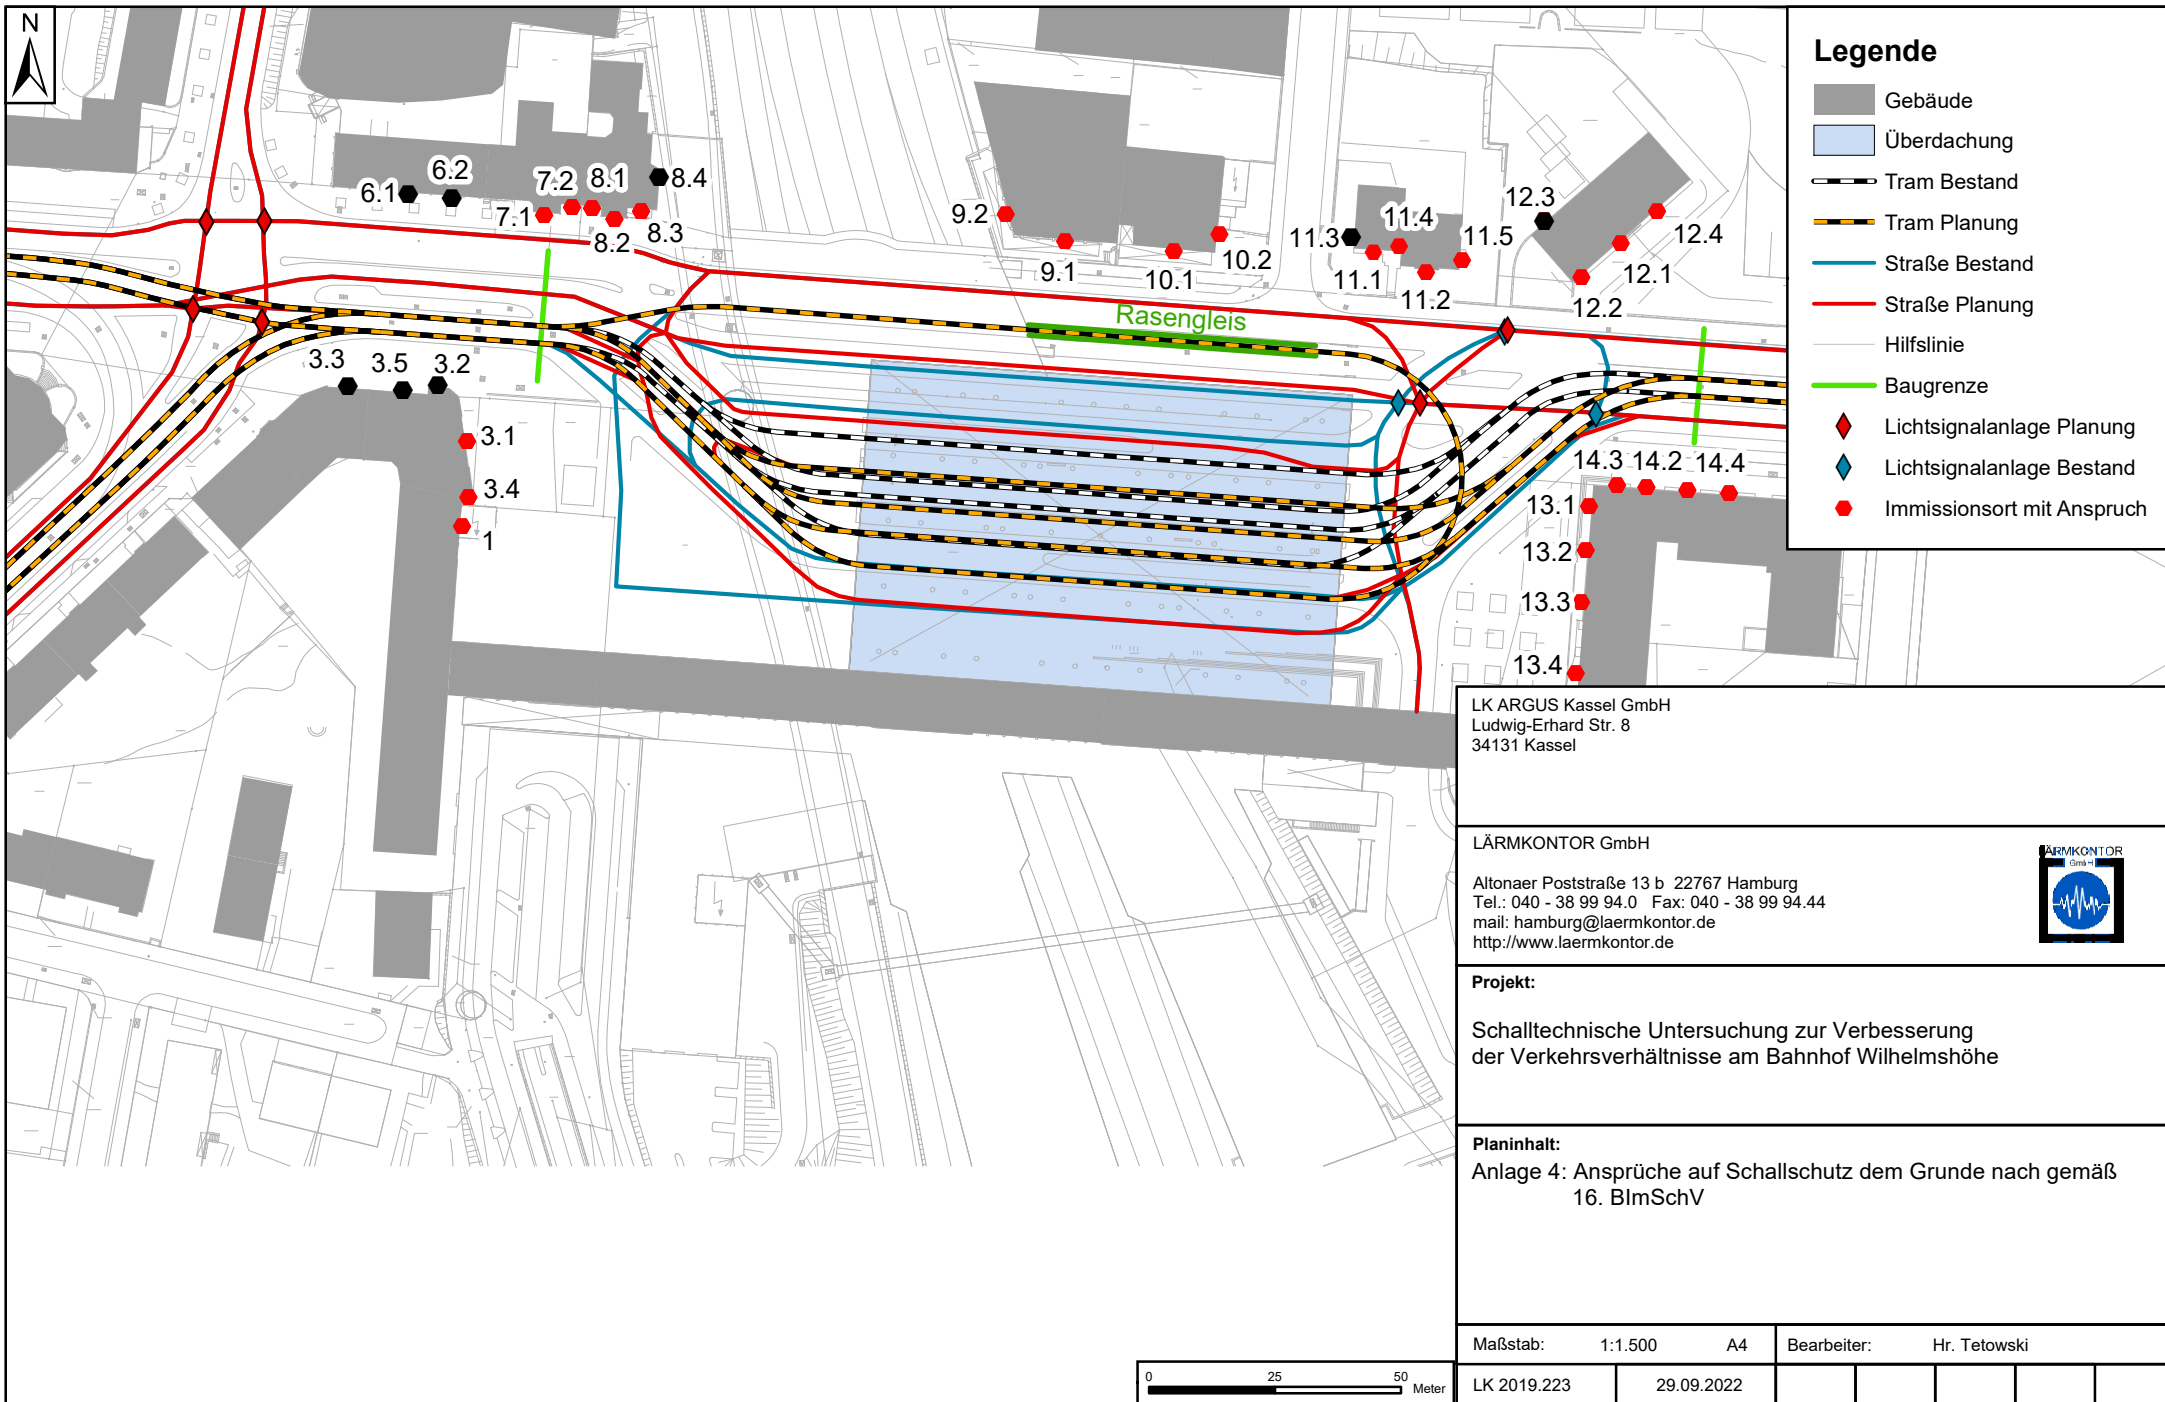 N
Legende
Gebäude
Überdachung
Tram Bestand
Tram Planung
Straße Bestand
Straße Planung
Hilfslinie
Baugrenze
Lichtsignalanlage Planung
Lichtsignalanlage Bestand
Immissionsort mit Anspruch
6.1
6.2
7.1
7.2
8.1
8.2
8.3
8.4
9.2
9.1
10.1
10.2
11.3
11.1
11.4
11.2
11.5
12.3
12.2
12.1
12.4
Rasengleis
3.3
3.5
3.2
3.1
3.4
1
14.3
14.2
14.4
13.1
13.2
13.3
13.4
LK ARGUS Kassel GmbH
Ludwig-Erhard Str. 8
34131 Kassel
LÄRMKONTOR GmbH
Altonaer Poststraße 13 b 22767 Hamburg
Tel.: 040 - 38 99 94.0 Fax: 040 - 38 99 94.44
mail: hamburg@laermkontor.de
http://www.laermkontor.de
LÄRMKONTOR
GmbH
Projekt:
Schalltechnische Untersuchung zur Verbesserung
der Verkehrsverhältnisse am Bahnhof Wilhelmshöhe
Planinhalt:
Anlage 4: Ansprüche auf Schallschutz dem Grunde nach gemäß
16. BImSchV
Maßstab: 1:1.500 A4 Bearbeiter: Hr. Tetowski
LK 2019.223 29.09.2022
0 25 50 Meter